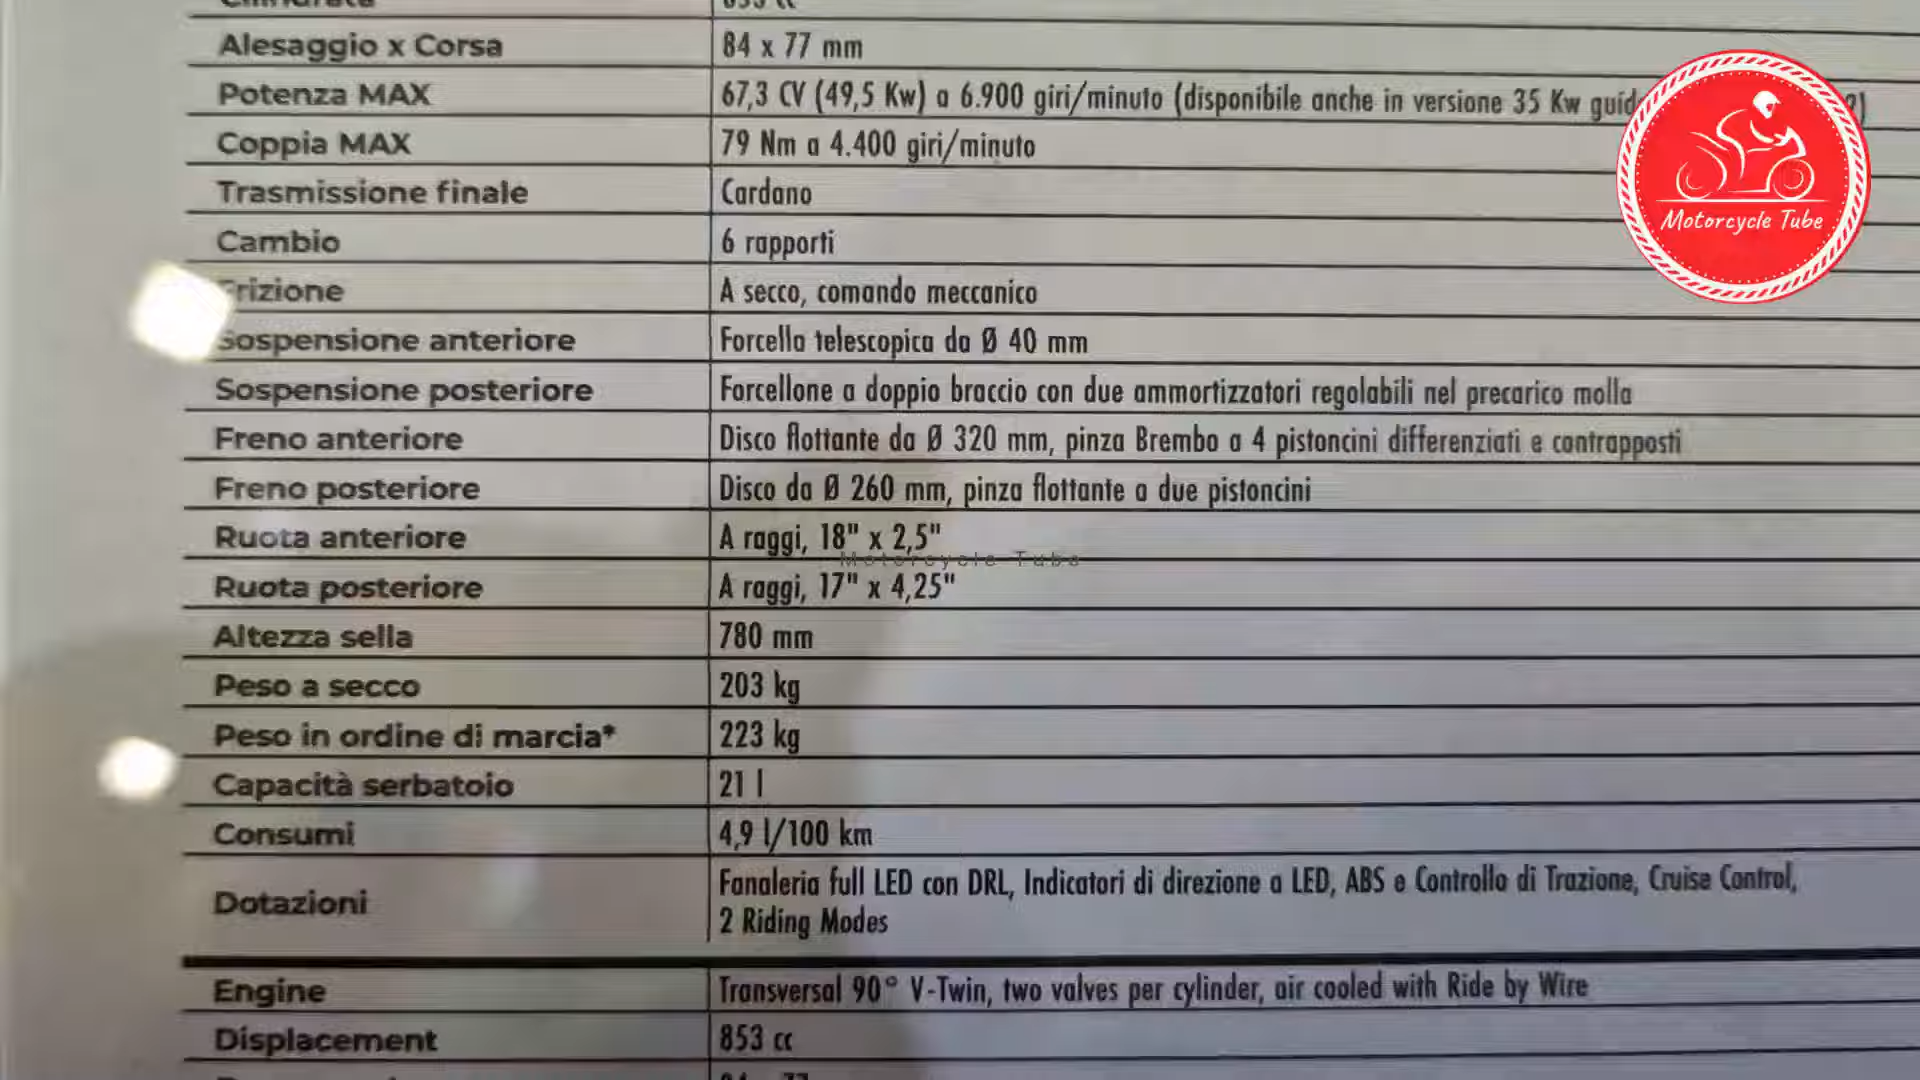 Cilindrata 853 cc
Alesaggio x Corsa 84 x 77 mm
Potenza MAX 67,3 CV (49,5 Kw) a 6.900 giri/minuto (disponibile anche in versione 35 Kw
Coppia MAX 79 Nm a 4.400 giri/minuto
Trasmissione finale Cardano
Cambio 6 rapporti
Frizione A secco, comando meccanico
Sospensione anteriore Forcella telescopica da Ø 40 mm
Sospensione posteriore Forcellone a doppio braccio con due ammortizzatori regolabili nel precarico molla
Freno anteriore Disco flottante da Ø 320 mm, pinza Brembo a 4 pistoncini differenziati e contrapposti
Freno posteriore Disco da Ø 260 mm, pinza flottante a due pistoncini
Ruota anteriore A raggi, 18" x 2,5"
Ruota posteriore A raggi, 17" x 4,25"
Altezza sella 780 mm
Peso a secco 203 kg
Peso in ordine di marcia* 223 kg
Capacità serbatoio 21 l
Consumi 4,9 l/100 km
Dotazioni Fanaleria full LED con DRL, Indicatori di direzione a LED, ABS e Controllo di Trazione, Cruise Control,
2 Riding Modes
Engine Transversal 90° V-Twin, two valves per cylinder, air cooled with Ride by Wire
Displacement 853 cc
Motorcycle Tube
Motorcycle Tube